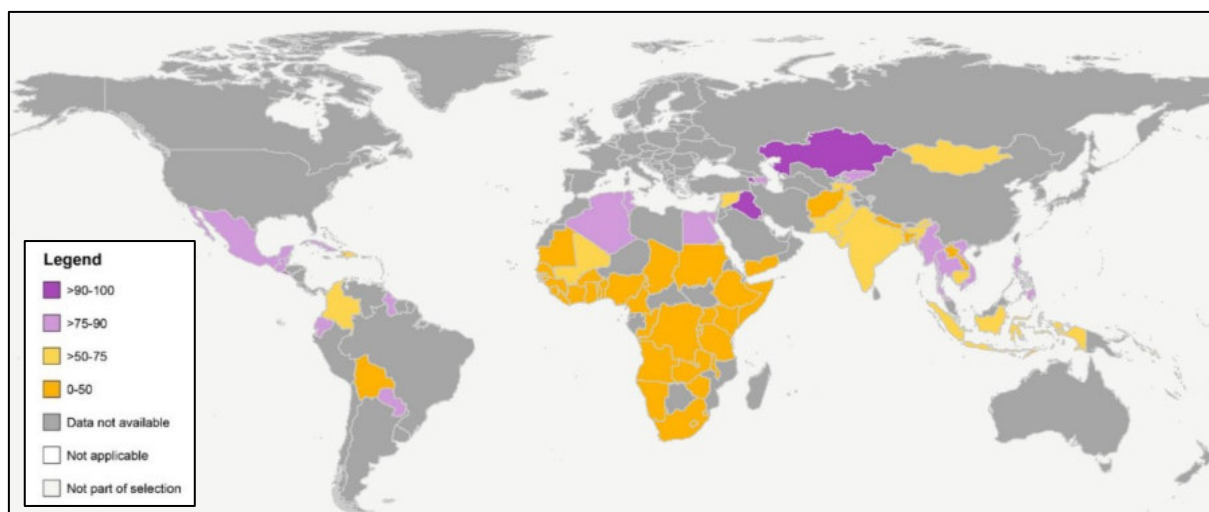 Legend
>90-100
>75-90
>50-75
0-50
Data not available
Not applicable
Not part of selection